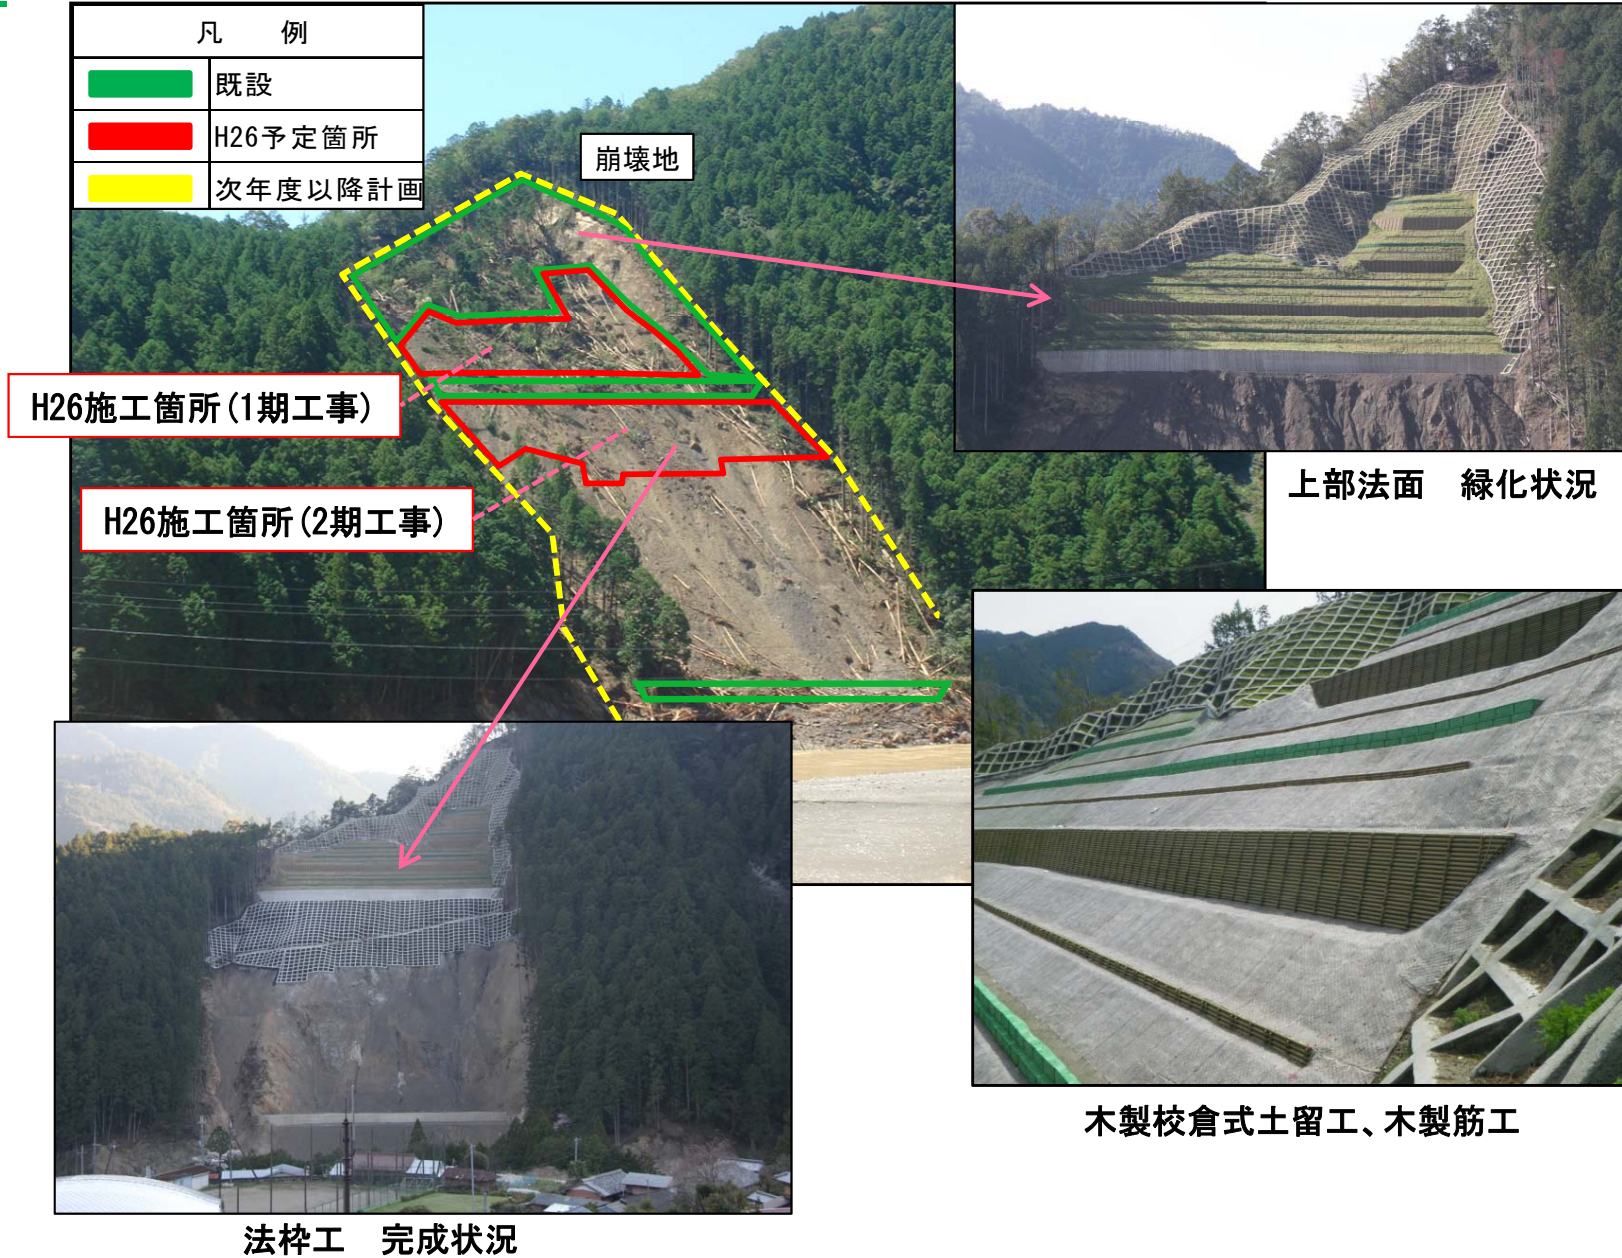 凡　例
既設
H26予定箇所
次年度以降計画
崩壊地
H26施工箇所(1期工事)
H26施工箇所(2期工事)
上部法面　緑化状況
木製校倉式土留工、木製筋工
法枠工　完成状況